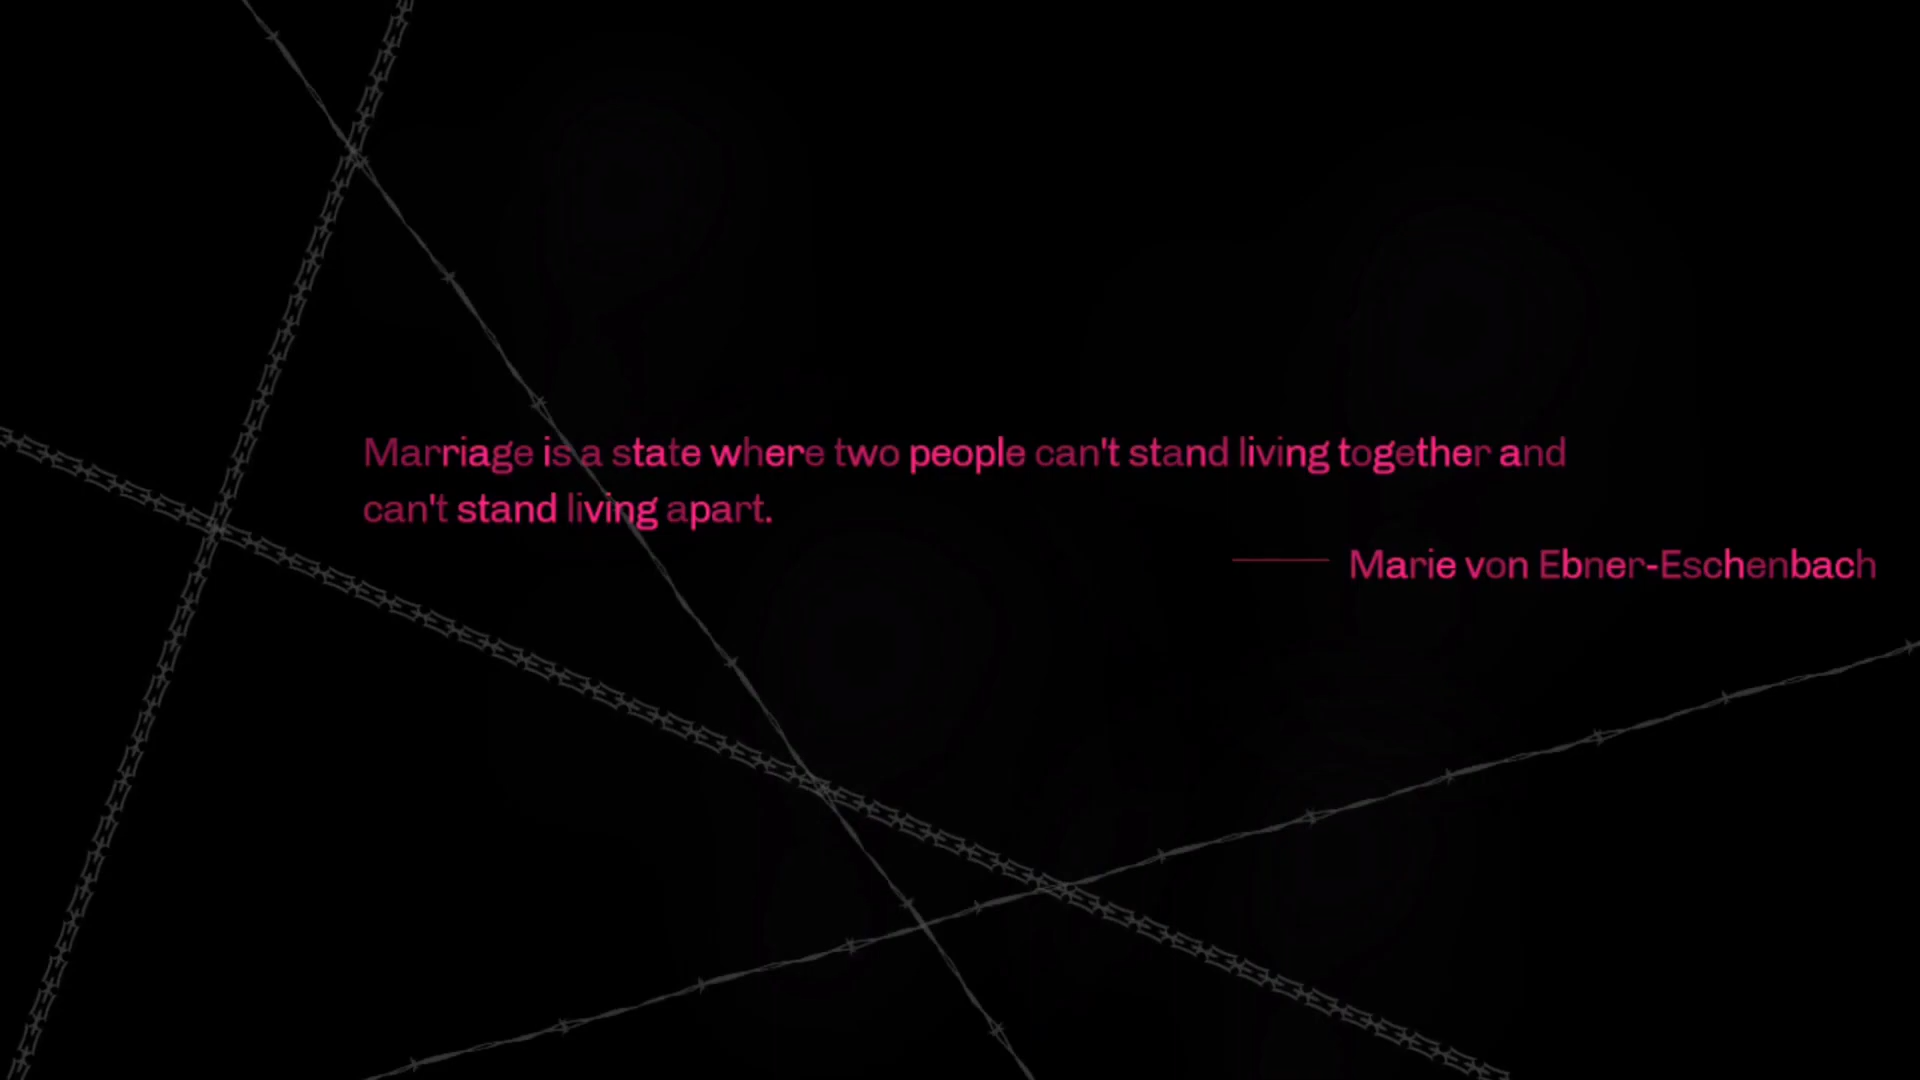 Marriage is a state where two people can't stand living together and
can't stand living apart.
Marie von Ebner-Eschenbach